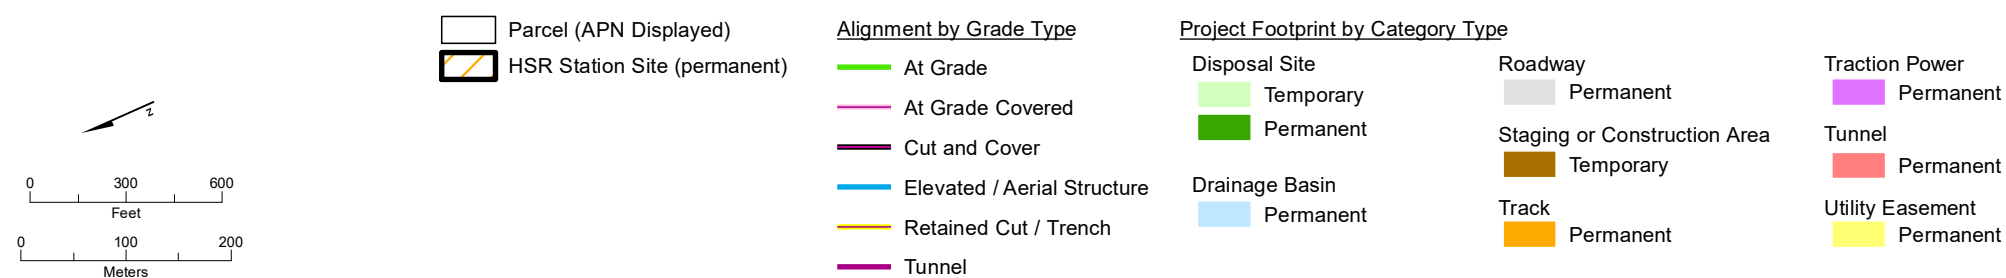 Parcel (APN Displayed)
HSR Station Site (permanent)
N
0 300 600
Feet
0 100 200
Meters
Alignment by Grade Type
At Grade
At Grade Covered
Cut and Cover
Elevated / Aerial Structure
Retained Cut / Trench
Tunnel
Project Footprint by Category Type
Disposal Site
Temporary
Permanent
Drainage Basin
Permanent
Roadway
Permanent
Staging or Construction Area
Temporary
Track
Permanent
Traction Power
Permanent
Tunnel
Permanent
Utility Easement
Permanent